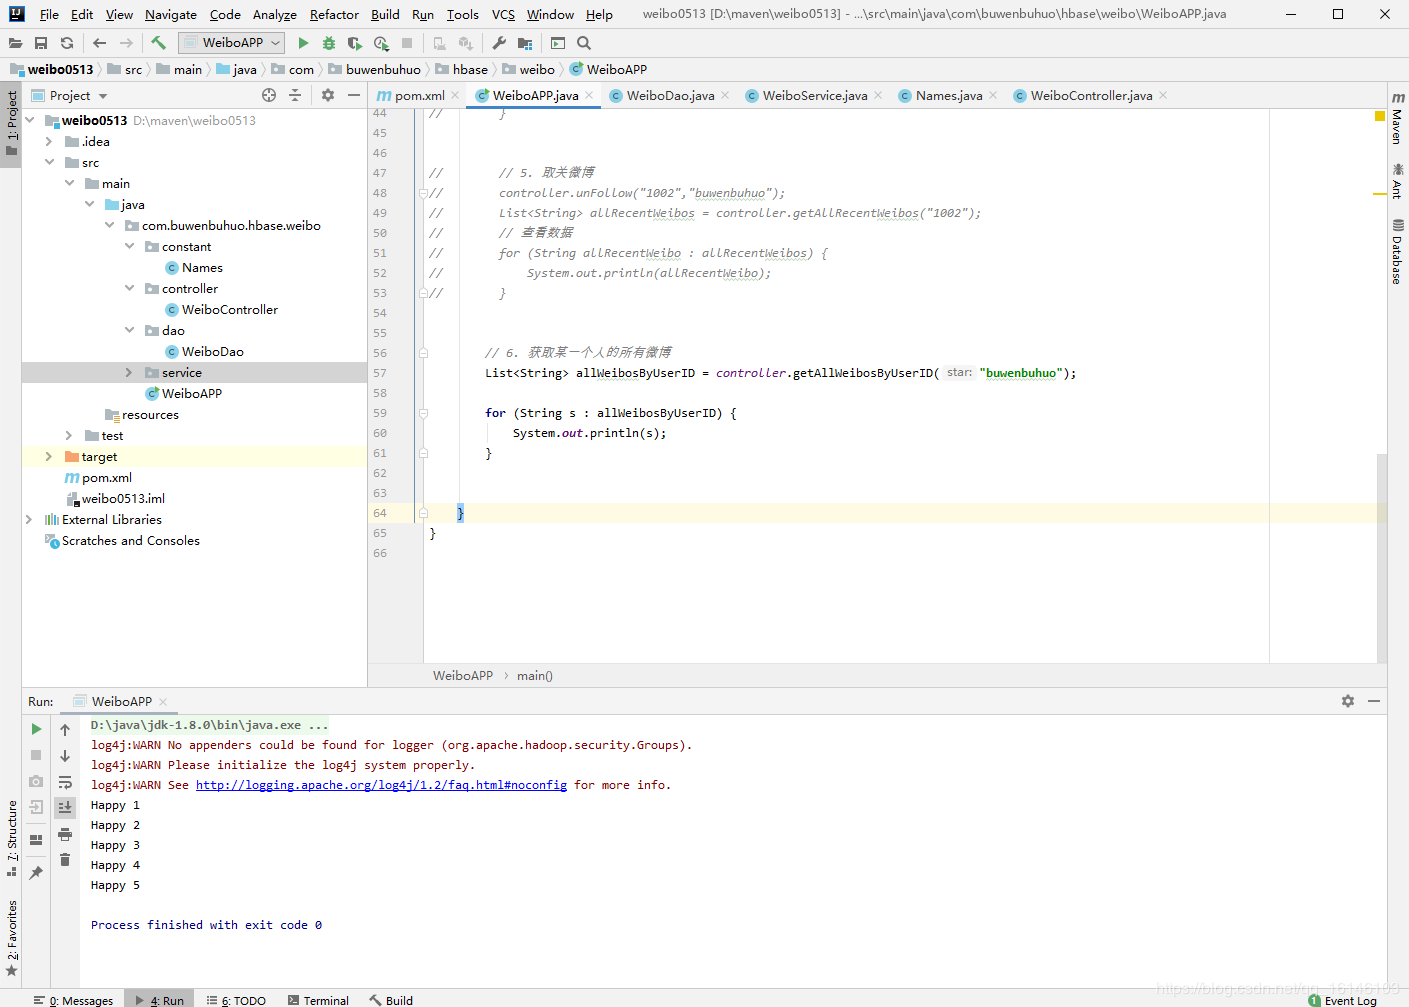 File Edit View Navigate Code Analyze Refactor Build Run Tools VCS Window Help weibo0513 [D:\maven\weibo0513] - ...\src\main\java\com\buwenbuhuo\hbase\weibo\WeiboAPP.java
WeiboAPP
weibo0513 src main java com buwenbuhuo hbase weibo WeiboAPP
Project
pom.xml WeiboAPP.java WeiboDao.java WeiboService.java Names.java WeiboController.java
1: Project
weibo0513 D:\maven\weibo0513
.idea
src
main
java
com.buwenbuhuo.hbase.weibo
constant
Names
controller
WeiboController
dao
WeiboDao
service
WeiboAPP
resources
test
target
pom.xml
weibo0513.iml
External Libraries
Scratches and Consoles
44 // }
45
46
47 // // 5. 取关微博
48 // controller.unFollow("1002","buwenbuhuo");
49 // List<String> allRecentWeibos = controller.getAllRecentWeibos("1002");
50 // // 查看数据
51 // for (String allRecentWeibo : allRecentWeibos) {
52 // System.out.println(allRecentWeibo);
53 // }
54
55
56 // 6. 获取某一个人的所有微博
57 List<String> allWeibosByUserID = controller.getAllWeibosByUserID( star: "buwenbuhuo");
58
59 for (String s : allWeibosByUserID) {
60 System.out.println(s);
61 }
62
63
64 }
65 }
66
WeiboAPP main()
Maven
Ant
Database
Run: WeiboAPP
D:\java\jdk-1.8.0\bin\java.exe ...
log4j:WARN No appenders could be found for logger (org.apache.hadoop.security.Groups).
log4j:WARN Please initialize the log4j system properly.
log4j:WARN See http://logging.apache.org/log4j/1.2/faq.html#noconfig for more info.
Happy 1
Happy 2
Happy 3
Happy 4
Happy 5
Process finished with exit code 0
7: Structure
2: Favorites
0: Messages 4: Run 6: TODO Terminal Build 1 Event Log
https://blog.csdn.net/qq_16146103